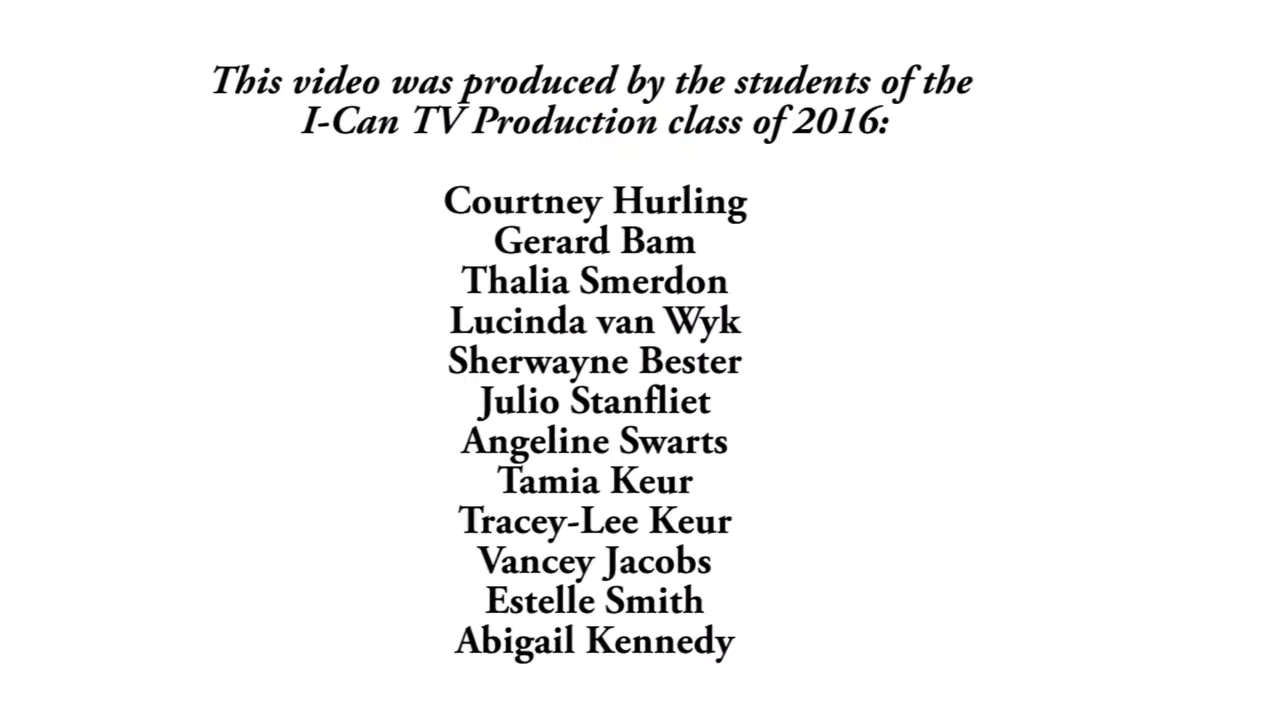 This video was produced by the students of the
I-Can TV Production class of 2016:
Courtney Hurling
Gerard Bam
Thalia Smerdon
Lucinda van Wyk
Sherwayne Bester
Julio Stanfliet
Angeline Swarts
Tamia Keur
Tracey-Lee Keur
Vancey Jacobs
Estelle Smith
Abigail Kennedy